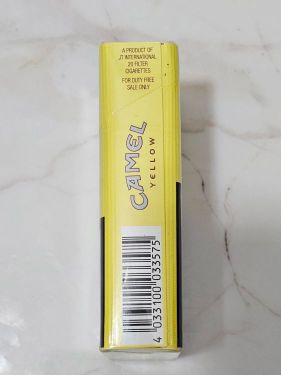 A PRODUCT OF
JT INTERNATIONAL
20 FILTER
CIGARETTES
FOR DUTY FREE
SALE ONLY
CAMEL
YELLOW
4 033100 033575